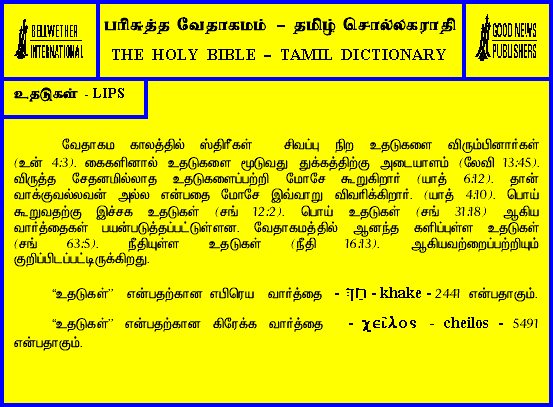 BELLWETHER
INTERNATIONAL
பரிசுத்த வேதாகமம் – தமிழ் சொல்லகராதி
THE HOLY BIBLE – TAMIL DICTIONARY
GOOD NEWS
PUBLISHERS
உதடுகள் - LIPS
வேதாகம காலத்தில் ஸ்திரீகள் சிவப்பு நிற உதடுகளை விரும்பினார்கள்
(உன் 4:3). கைகளினால் உதடுகளை மூடுவது துக்கத்திற்கு அடையாளம் (லேவி 13:45).
விருத்த சேதனமில்லாத உதடுகளைப்பற்றி மோசே கூறுகிறார் (யாத் 6:12). தான்
வாக்குவல்லவன் அல்ல என்பதை மோசே இவ்வாறு விவரிக்கிறார். (யாத் 4:10). பொய்
கூறுவதற்கு இச்சக உதடுகள் (சங் 12:2). பொய் உதடுகள் (சங் 31:18) ஆகிய
வார்த்தைகள் பயன்படுத்தப்பட்டுள்ளன. வேதாகமத்தில் ஆனந்த களிப்புள்ள உதடுகள்
(சங் 63:5). நீதியுள்ள உதடுகள் (நீதி 16:13). ஆகியவற்றைப்பற்றியும்
குறிப்பிடப்பட்டிருக்கிறது.
“உதடுகள்” என்பதற்கான எபிரெய வார்த்தை - - khake - 2441 என்பதாகும்.
“உதடுகள்” என்பதற்கான கிரேக்க வார்த்தை - χεῖλος - cheilos - 5491
என்பதாகும்.